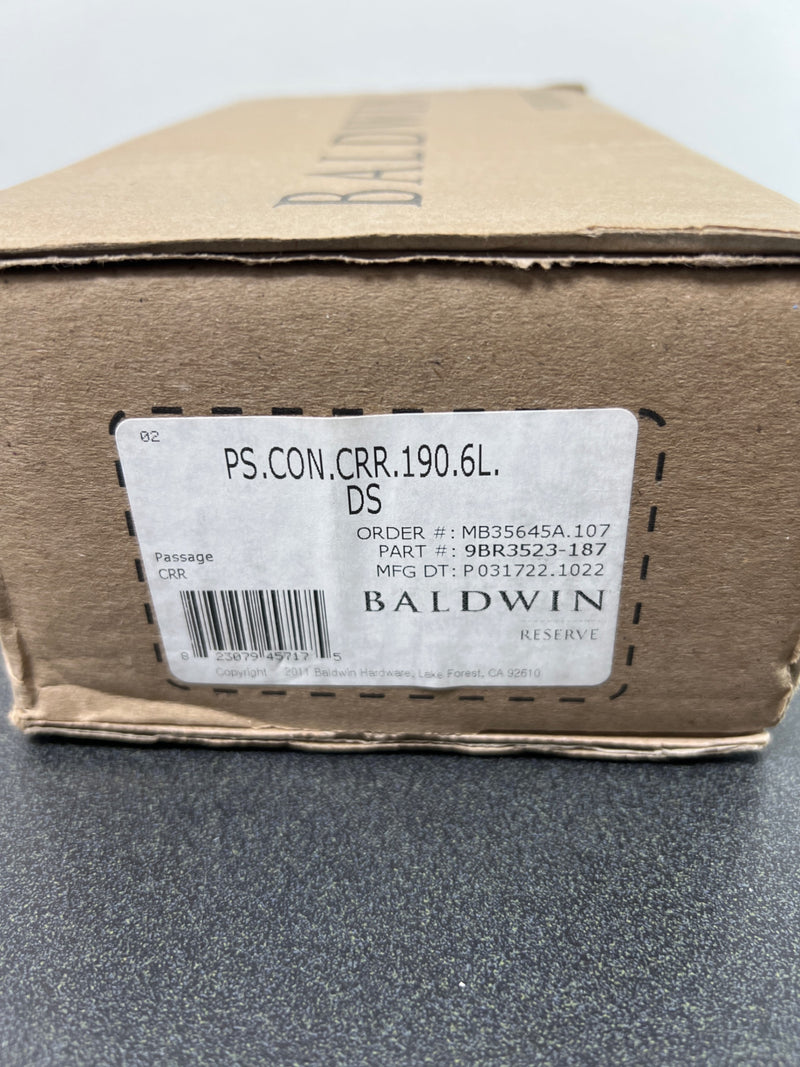 BALDWIN
02
PS.CON.CRR.190.6L.
DS
ORDER #: MB35645A.107
PART #: 9BR3523-187
MFG DT: P031722.1022
Passage
CRR
BALDWIN
RESERVE
8 23079 45717 5
Copyright 2011 Baldwin Hardware, Lake Forest, CA 92610